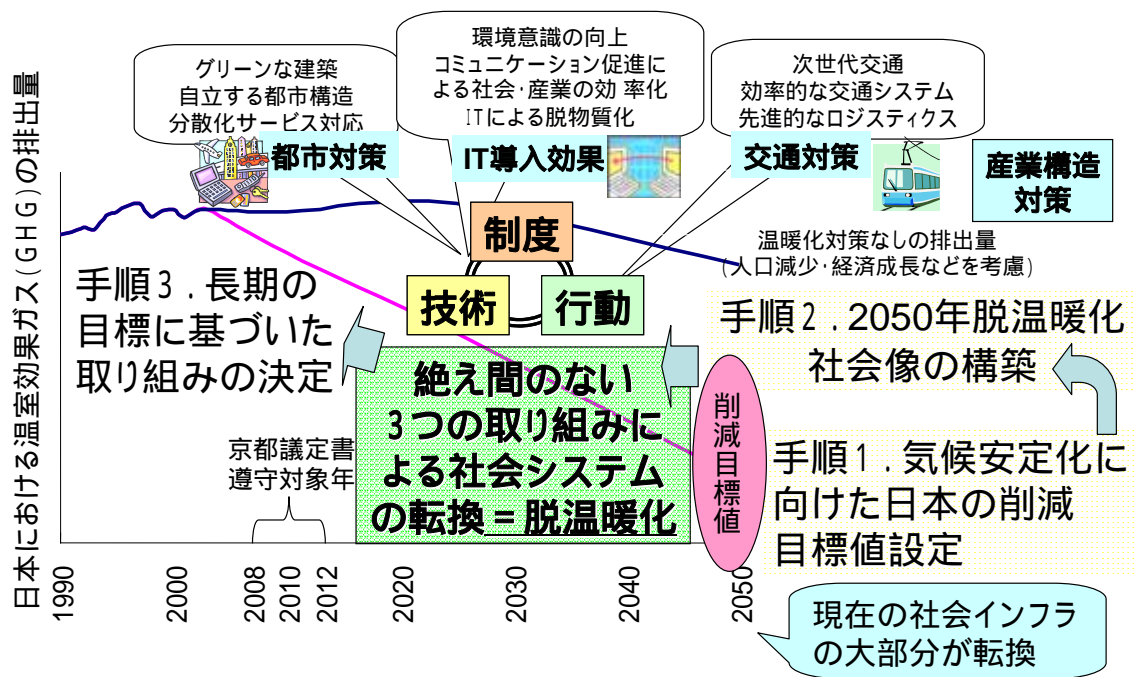 グリーンな建築
自立する都市構造
分散化サービス対応
環境意識の向上
コミュニケーション促進に
よる社会・産業の効 率化
ITによる脱物質化
次世代交通
効率的な交通システム
先進的なロジスティクス
都市対策
IT導入効果
交通対策
産業構造
対策
日本における温室効果ガス(GHG)の排出量
制度
技術
行動
温暖化対策なしの排出量
(人口減少・経済成長などを考慮)
手順3.長期の
目標に基づいた
取り組みの決定
手順2.2050年脱温暖化
社会像の構築
絶え間のない
3つの取り組みに
よる社会システム
の転換=脱温暖化
削減目標値
手順1.気候安定化に
向けた日本の削減
目標値設定
京都議定書
遵守対象年
1990
2000
2008
2010
2012
2020
2030
2040
2050
現在の社会インフラ
の大部分が転換